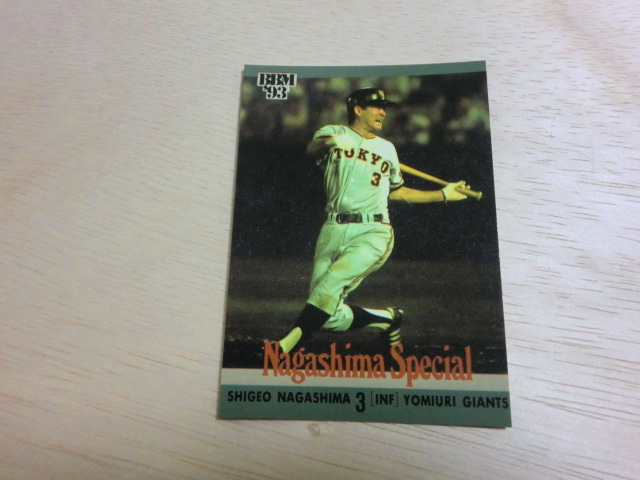 BBM
'93
TOKYO
3
Nagashima Special
SHIGEO NAGASHIMA 3 [INF] YOMIURI GIANTS